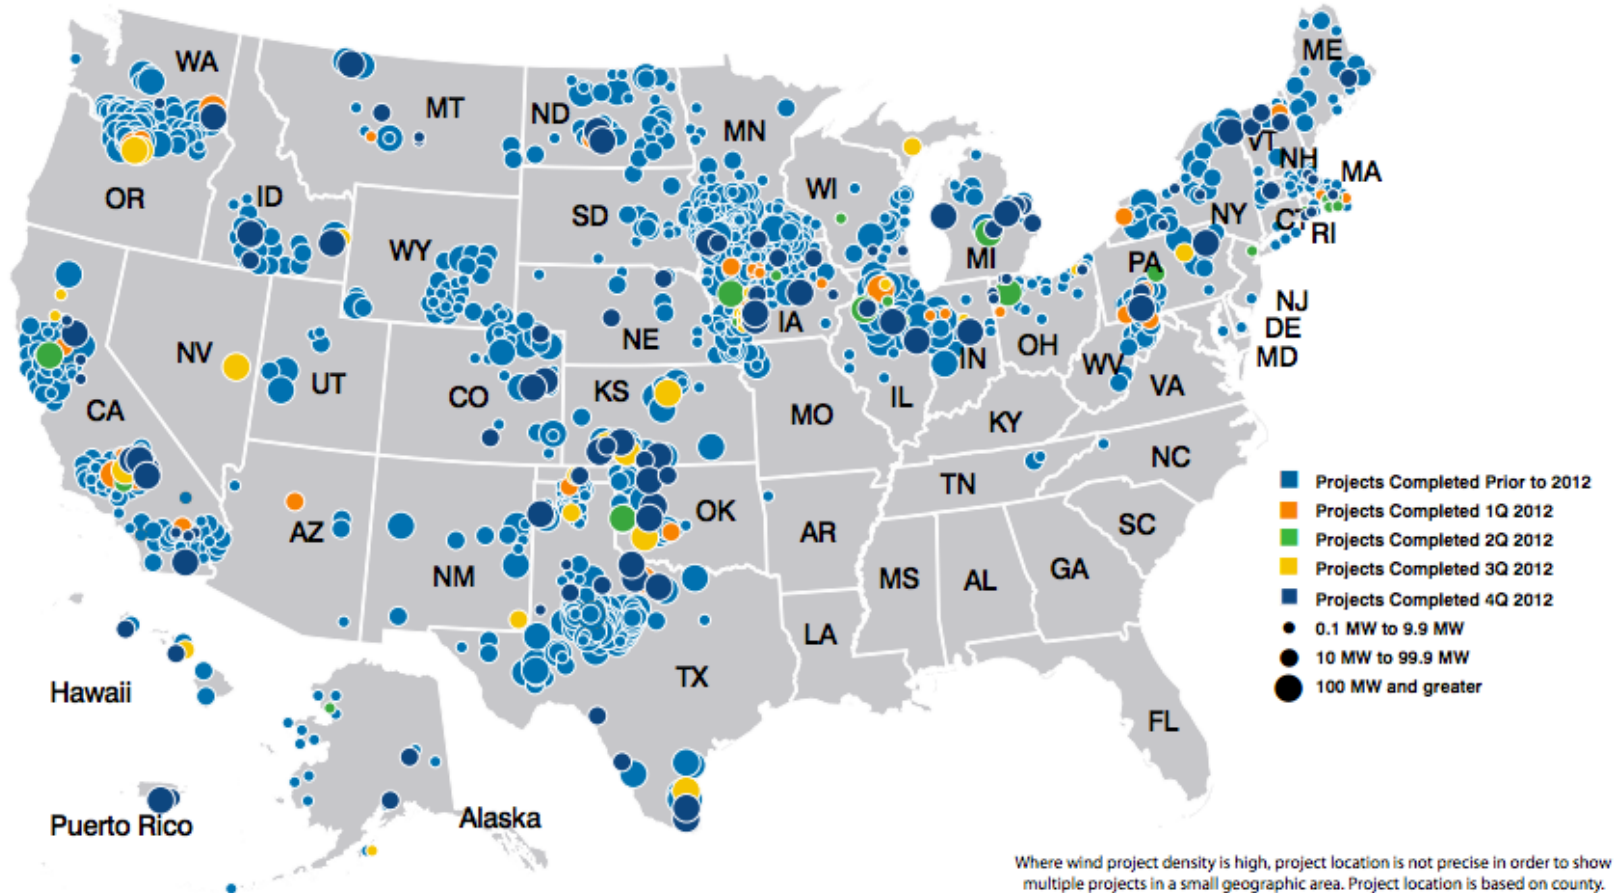 WA
MT
ND
MN
ME
VT
NH
MA
OR
ID
SD
WI
NY
CT
RI
WY
MI
PA
NJ
DE
MD
NV
UT
CO
NE
IA
IL
IN
OH
WV
VA
CA
KS
MO
KY
NC
TN
AZ
NM
OK
AR
SC
MS
AL
GA
LA
TX
FL
Projects Completed Prior to 2012
Projects Completed 1Q 2012
Projects Completed 2Q 2012
Projects Completed 3Q 2012
Projects Completed 4Q 2012
0.1 MW to 9.9 MW
10 MW to 99.9 MW
100 MW and greater
Hawaii
Puerto Rico
Alaska
Where wind project density is high, project location is not precise in order to show
multiple projects in a small geographic area. Project location is based on county.